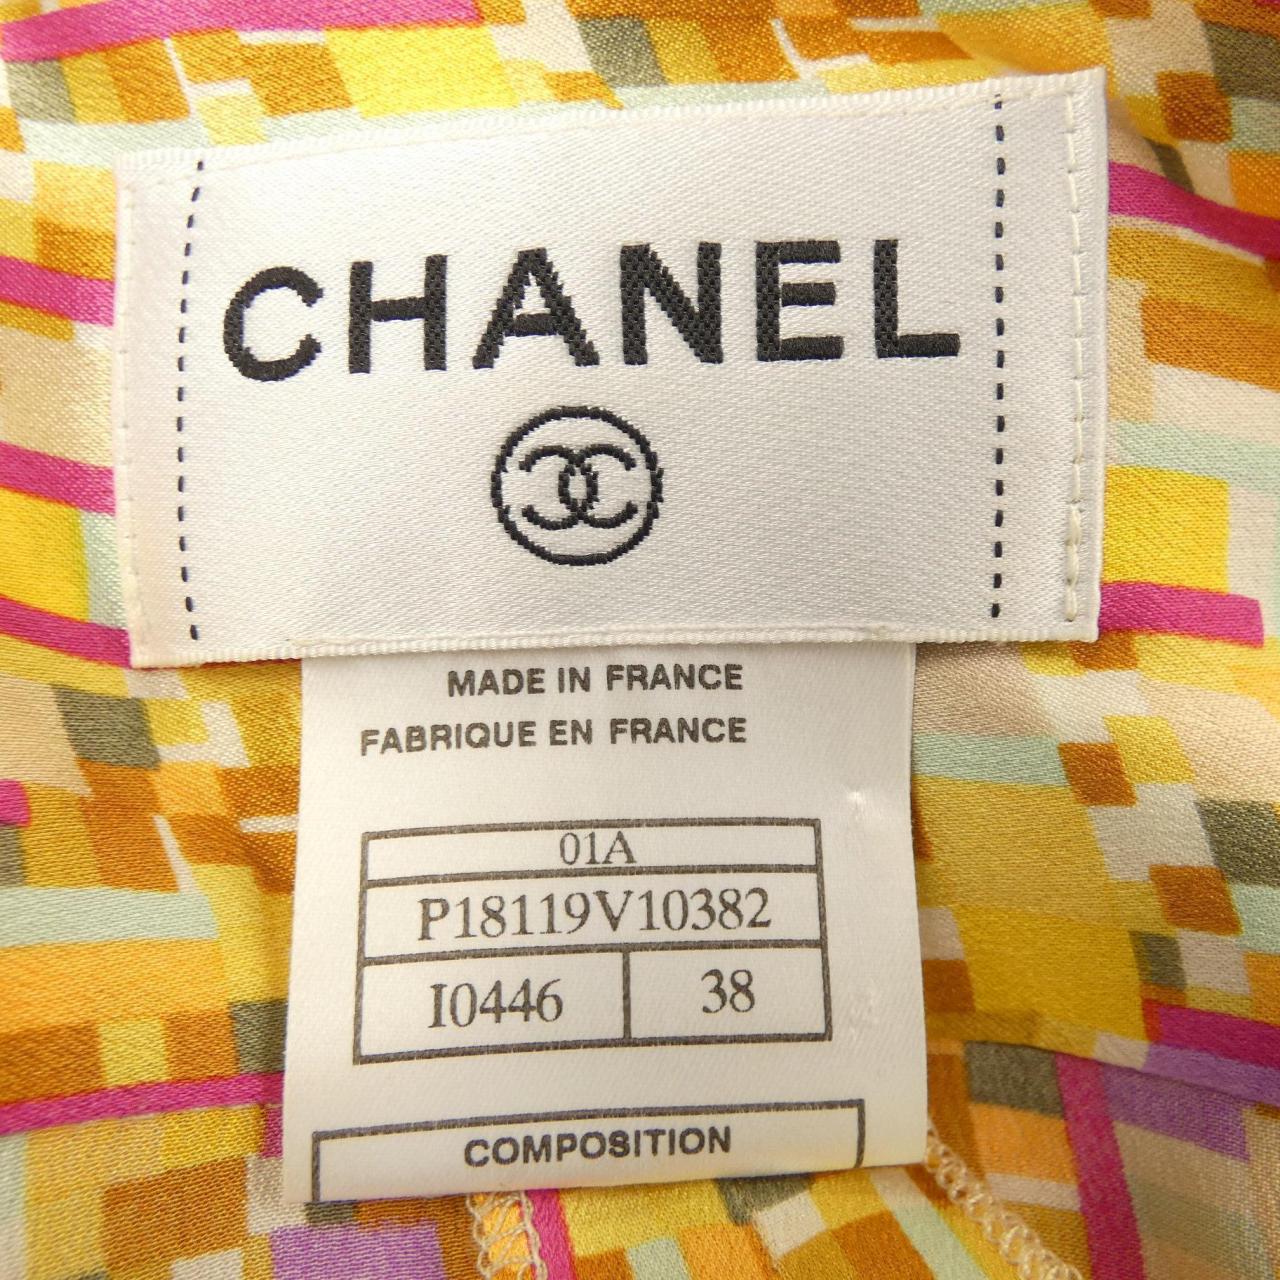 CHANEL
MADE IN FRANCE
FABRIQUE EN FRANCE
01A
P18119V10382
I0446 38
COMPOSITION